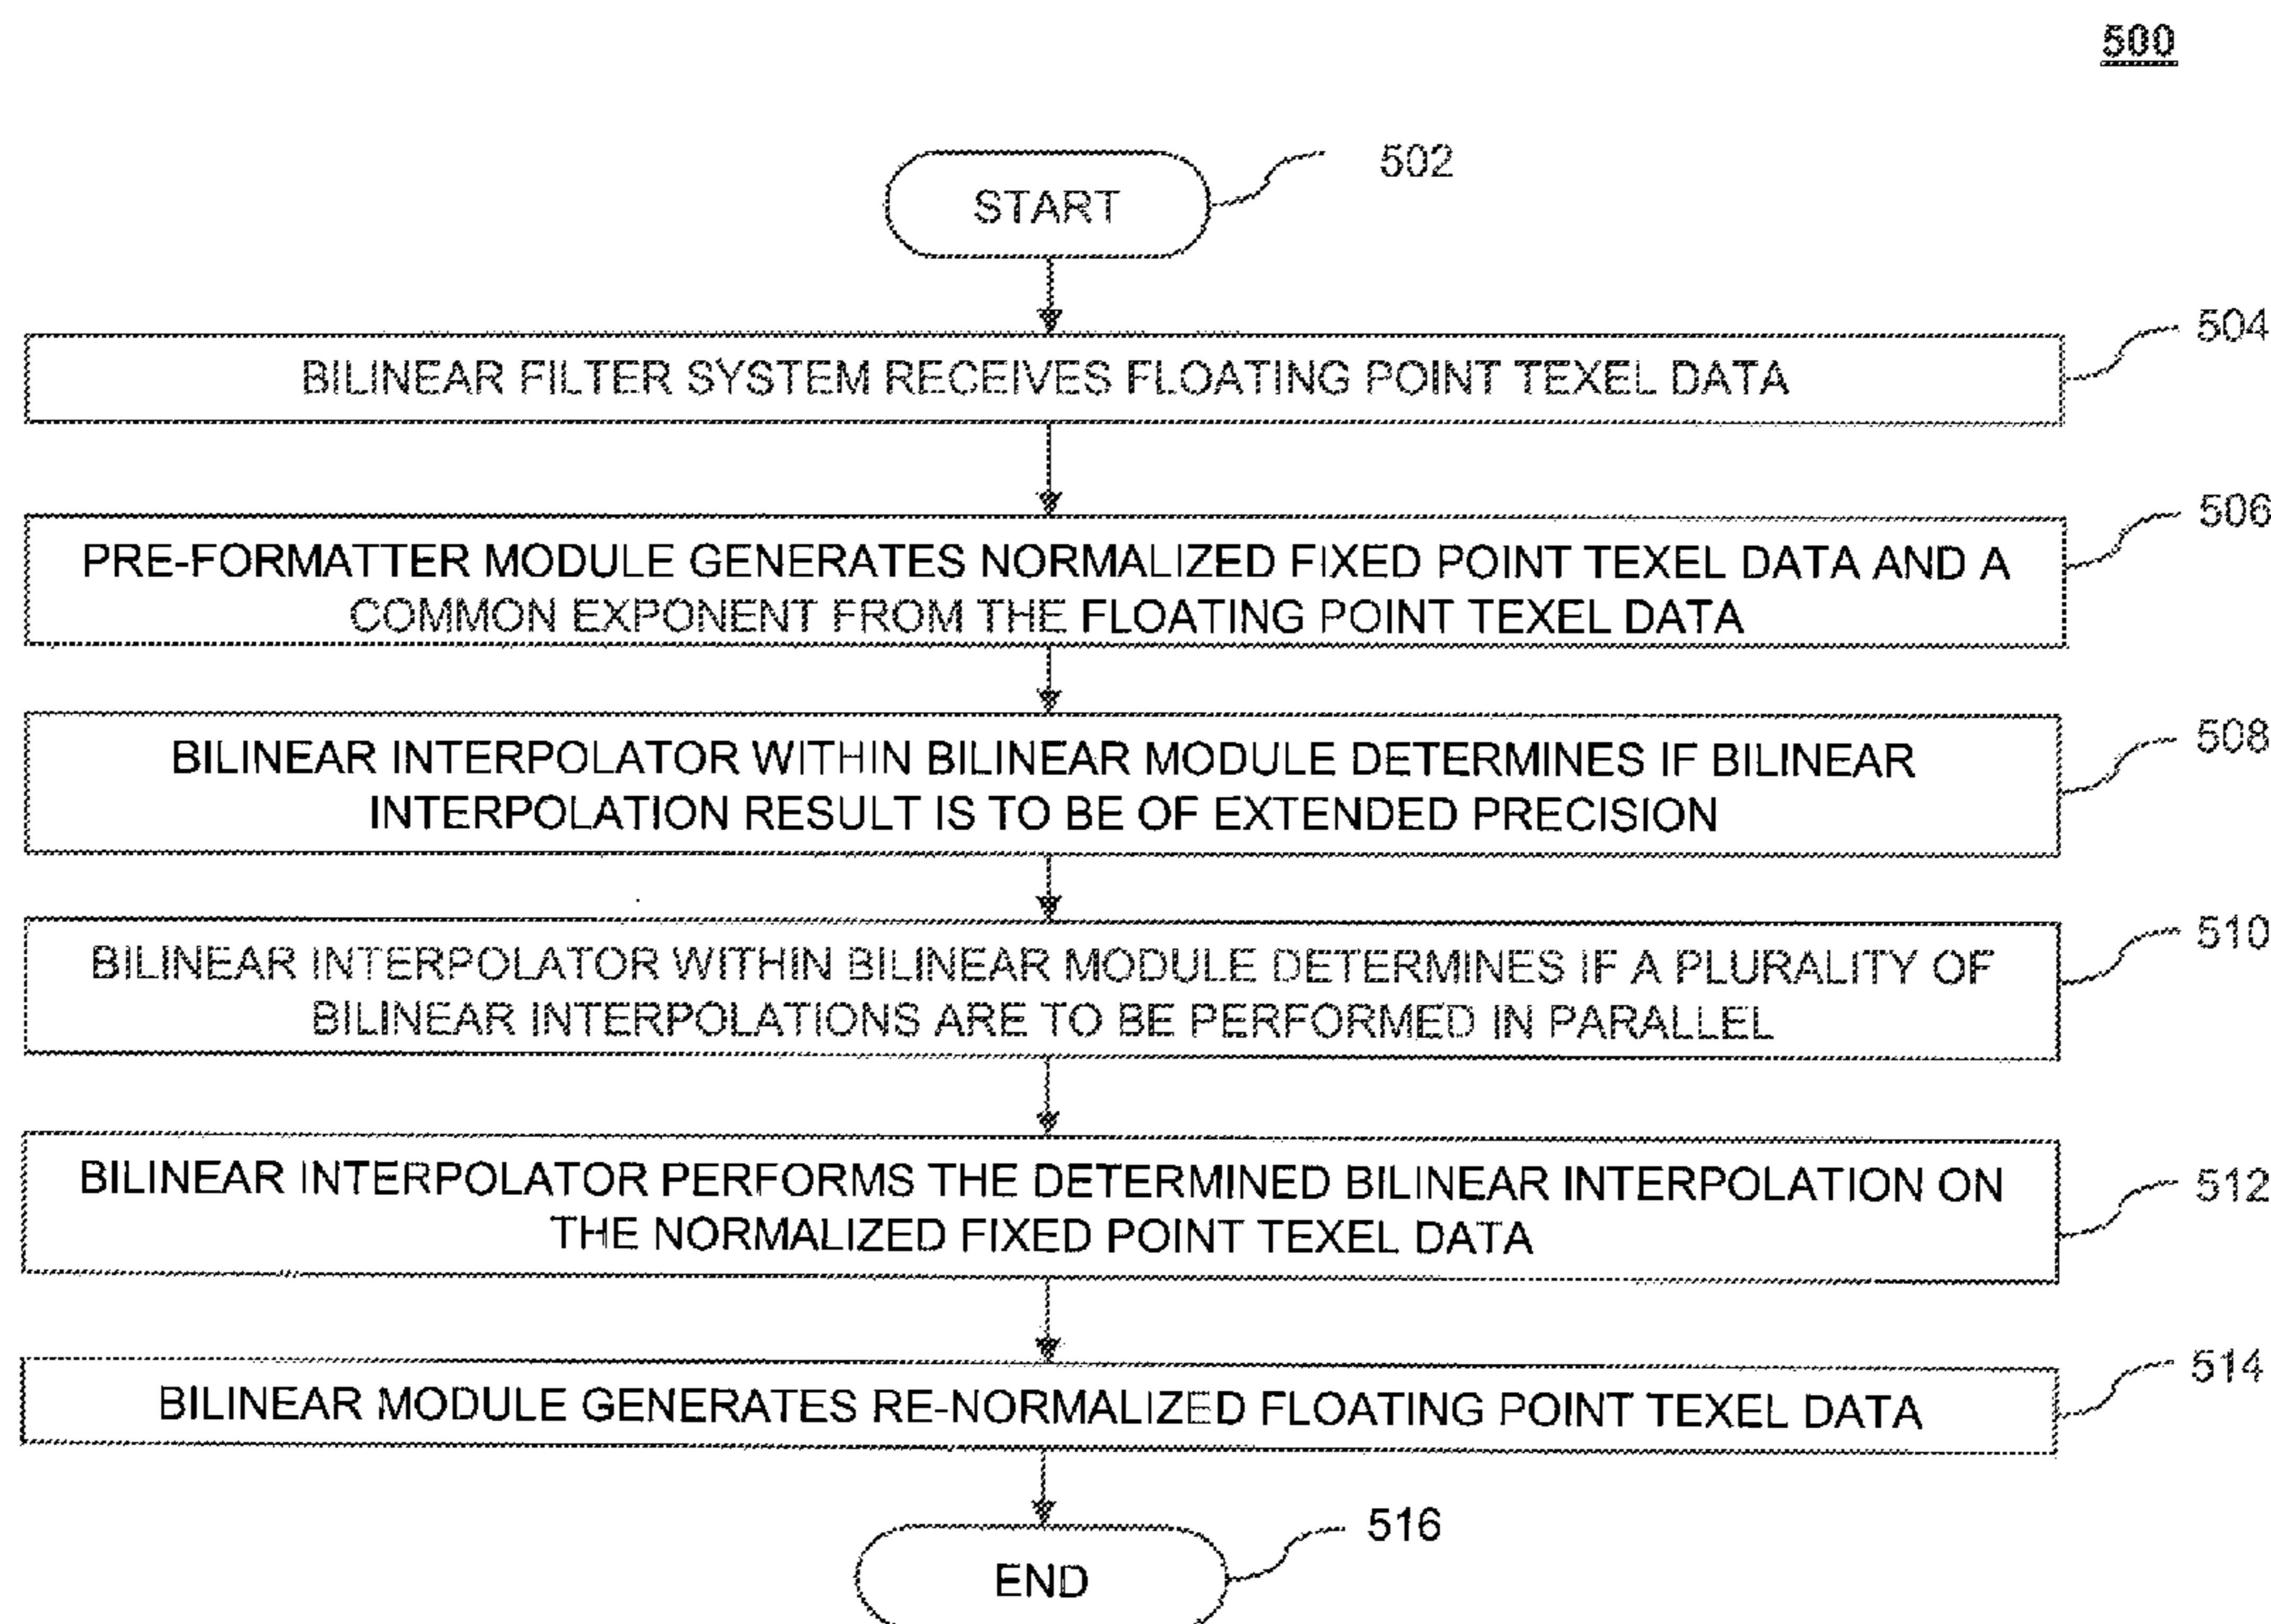 500
START
502
BILINEAR FILTER SYSTEM RECEIVES FLOATING POINT TEXEL DATA
504
PRE-FORMATTER MODULE GENERATES NORMALIZED FIXED POINT TEXEL DATA AND A
COMMON EXPONENT FROM THE FLOATING POINT TEXEL DATA
506
BILINEAR INTERPOLATOR WITHIN BILINEAR MODULE DETERMINES IF BILINEAR
INTERPOLATION RESULT IS TO BE OF EXTENDED PRECISION
508
BILINEAR INTERPOLATOR WITHIN BILINEAR MODULE DETERMINES IF A PLURALITY OF
BILINEAR INTERPOLATIONS ARE TO BE PERFORMED IN PARALLEL
510
BILINEAR INTERPOLATOR PERFORMS THE DETERMINED BILINEAR INTERPOLATION ON
THE NORMALIZED FIXED POINT TEXEL DATA
512
BILINEAR MODULE GENERATES RE-NORMALIZED FLOATING POINT TEXEL DATA
514
END
516